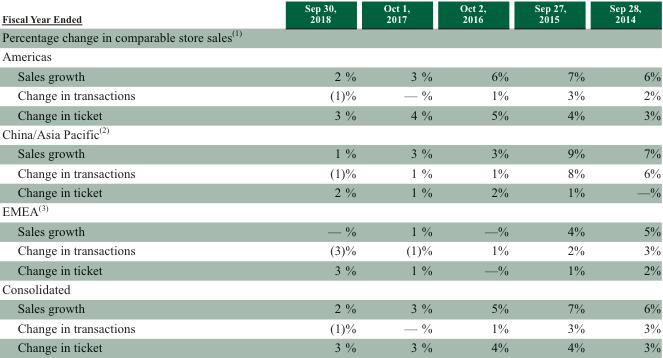 Fiscal Year Ended Sep 30, 2018 Oct 1, 2017 Oct 2, 2016 Sep 27, 2015 Sep 28, 2014
Percentage change in comparable store sales(1)
Americas
Sales growth 2 % 3 % 6% 7% 6%
Change in transactions (1)% — % 1% 3% 2%
Change in ticket 3 % 4 % 5% 4% 3%
China/Asia Pacific(2)
Sales growth 1 % 3 % 3% 9% 7%
Change in transactions (1)% 1 % 1% 8% 6%
Change in ticket 2 % 1 % 2% 1% —%
EMEA(3)
Sales growth — % 1 % —% 4% 5%
Change in transactions (3)% (1)% 1% 2% 3%
Change in ticket 3 % 1 % —% 1% 2%
Consolidated
Sales growth 2 % 3 % 5% 7% 6%
Change in transactions (1)% — % 1% 3% 3%
Change in ticket 3 % 3 % 4% 4% 3%